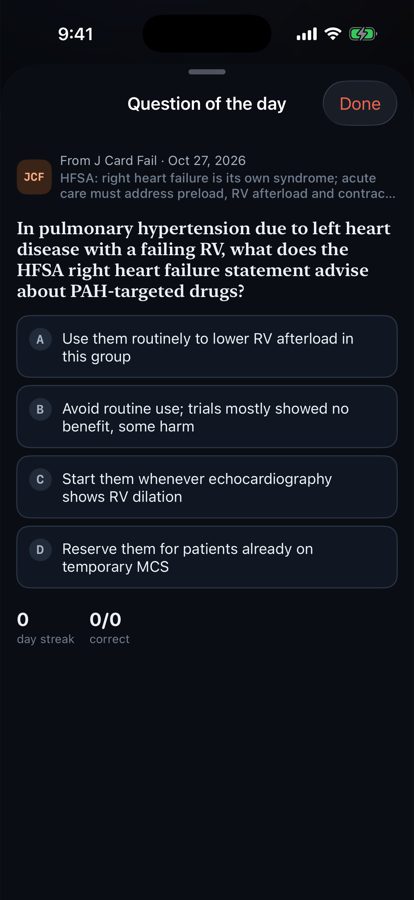 9:41
Question of the day
Done
JCF
From J Card Fail · Oct 27, 2026
HFSA: right heart failure is its own syndrome; acute
care must address preload, RV afterload and contrac...
In pulmonary hypertension due to left heart
disease with a failing RV, what does the
HFSA right heart failure statement advise
about PAH-targeted drugs?
A
Use them routinely to lower RV afterload in
this group
B
Avoid routine use; trials mostly showed no
benefit, some harm
C
Start them whenever echocardiography
shows RV dilation
D
Reserve them for patients already on
temporary MCS
0
day streak
0/0
correct